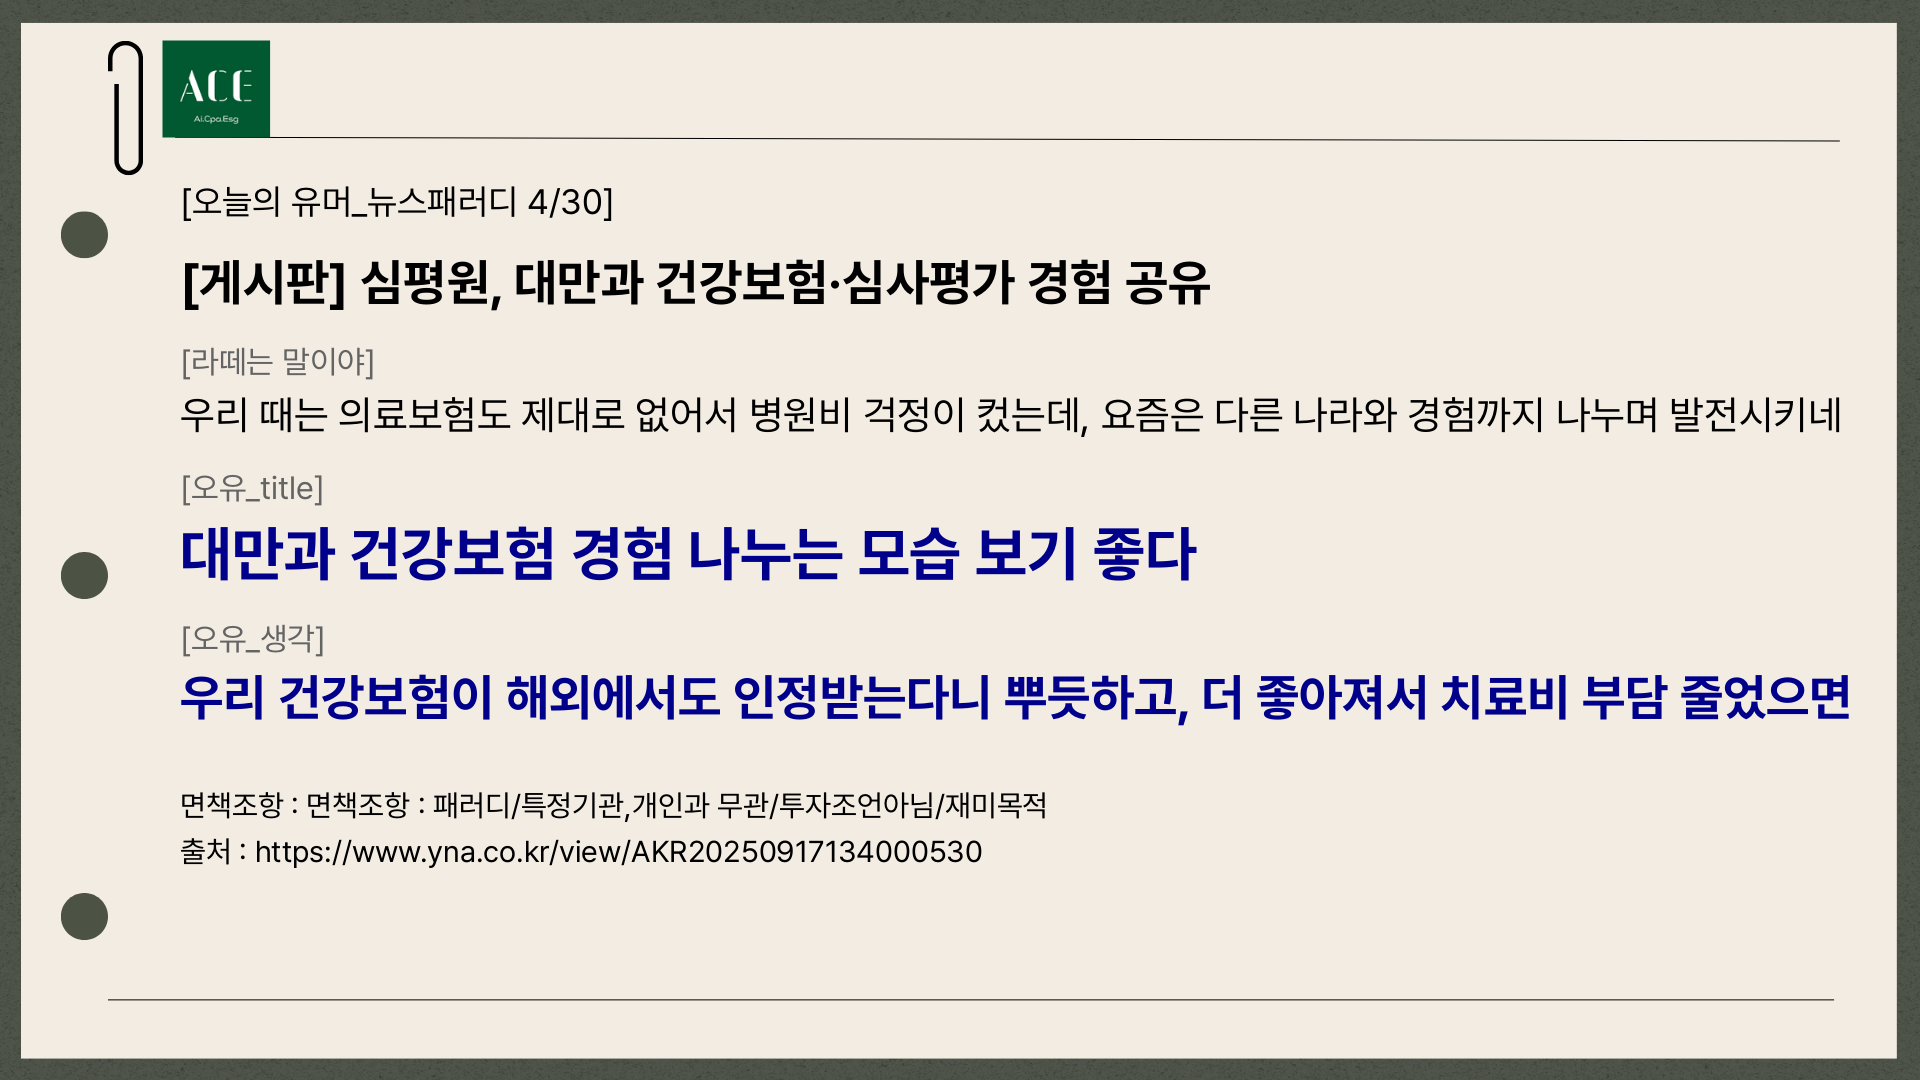 ACE
Ai.Cpa.Esg
[오늘의 유머_뉴스패러디 4/30]
[게시판] 심평원, 대만과 건강보험·심사평가 경험 공유
[라떼는 말이야]
우리 때는 의료보험도 제대로 없어서 병원비 걱정이 컸는데, 요즘은 다른 나라와 경험까지 나누며 발전시키네
[오유_title]
대만과 건강보험 경험 나누는 모습 보기 좋다
[오유_생각]
우리 건강보험이 해외에서도 인정받는다니 뿌듯하고, 더 좋아져서 치료비 부담 줄었으면
면책조항 : 면책조항 : 패러디/특정기관,개인과 무관/투자조언아님/재미목적
출처 : https://www.yna.co.kr/view/AKR20250917134000530